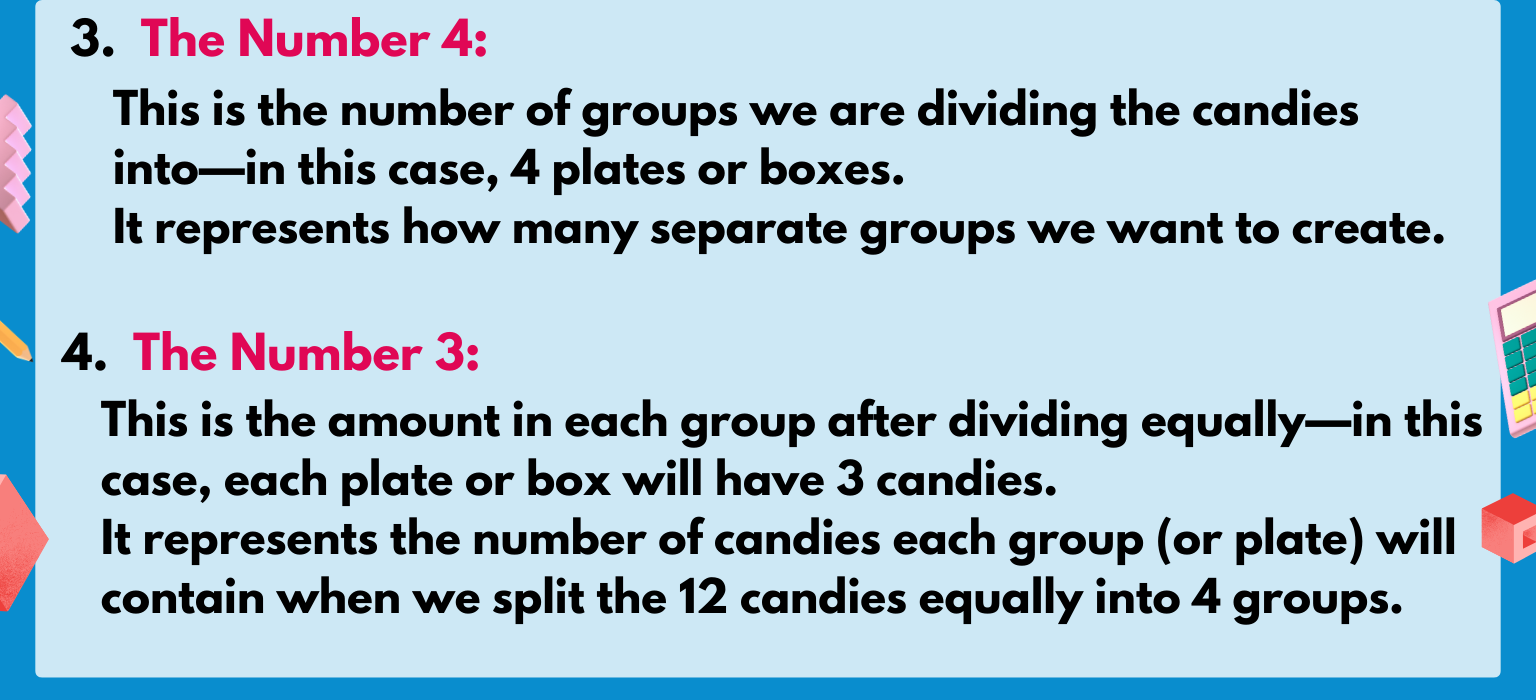 3. The Number 4:
This is the number of groups we are dividing the candies
into—in this case, 4 plates or boxes.
It represents how many separate groups we want to create.
4. The Number 3:
This is the amount in each group after dividing equally—in this
case, each plate or box will have 3 candies.
It represents the number of candies each group (or plate) will
contain when we split the 12 candies equally into 4 groups.